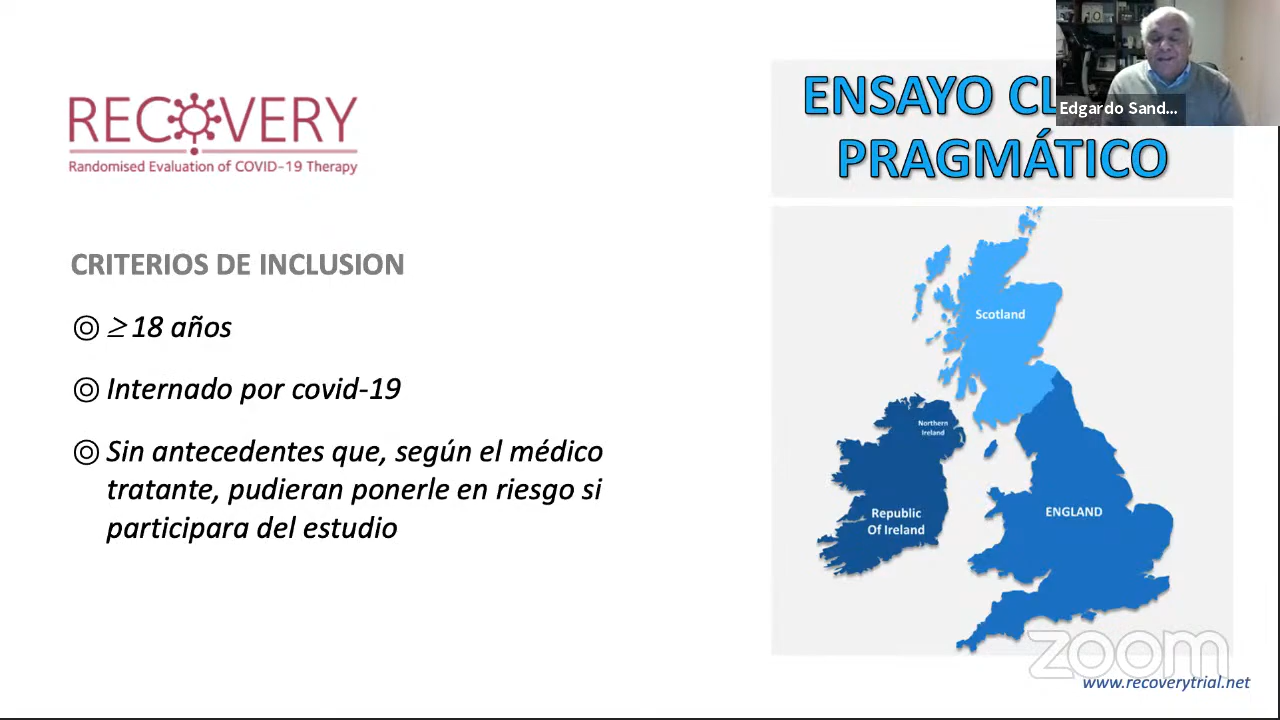 RECOVERY
Randomised Evaluation of COVID-19 Therapy
CRITERIOS DE INCLUSION
≥ 18 años
Internado por covid-19
Sin antecedentes que, según el médico
tratante, pudieran ponerle en riesgo si
participara del estudio
ENSAYO CL
PRAGMÁTICO
Edgardo Sand...
Scotland
Northern
Ireland
Republic
Of Ireland
ENGLAND
zoom
www.recoverytrial.net